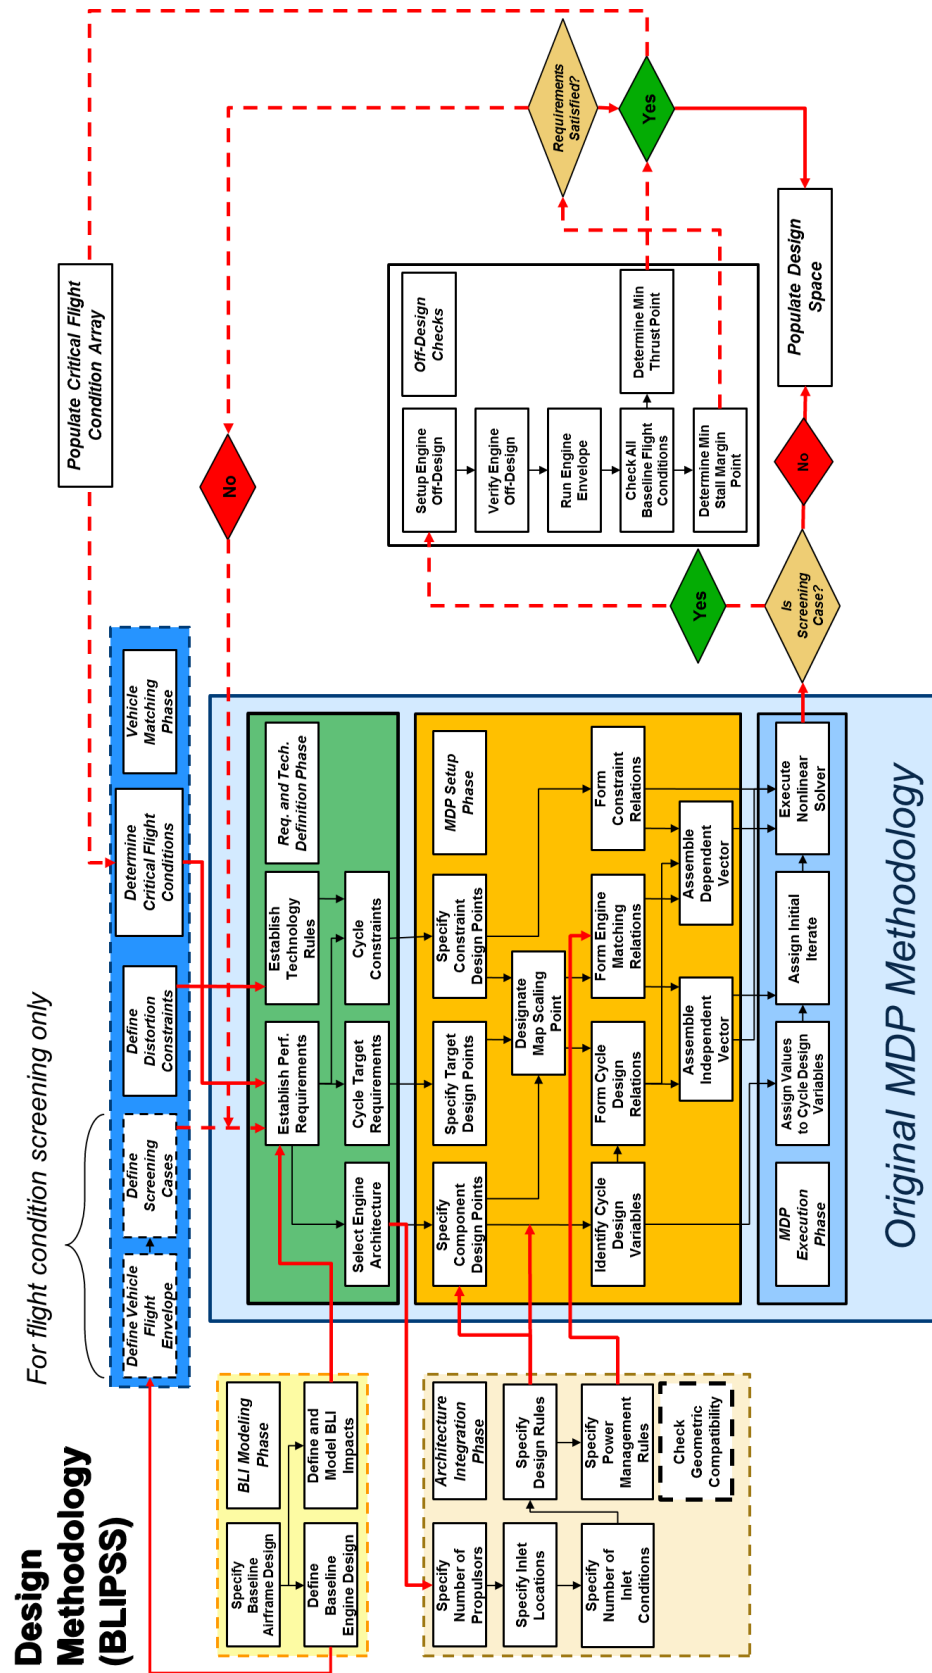 Design
Methodology
(BLIPSS)
For flight condition screening only
Define Vehicle
Flight
Envelope
Define
Screening
Cases
Define
Distortion
Constraints
Determine
Critical Flight
Conditions
Vehicle
Matching
Phase
Populate Critical Flight
Condition Array
No
Specify
Baseline
Airframe Design
BLI Modeling
Phase
Define
Baseline
Engine Design
Define and
Model BLI
Impacts
Establish Perf.
Requirements
Establish
Technology
Rules
Req. and Tech.
Definition Phase
Select Engine
Architecture
Cycle Target
Requirements
Cycle
Constraints
Specify
Number of
Propulsors
Architecture
Integration
Phase
Specify Inlet
Locations
Specify
Design Rules
Specify
Number of
Inlet
Conditions
Specify
Power
Management
Rules
Check
Geometric
Compatibility
Specify
Component
Design Points
Specify Target
Design Points
Specify
Constraint
Design Points
MDP Setup
Phase
Designate
Map Scaling
Point
Identify Cycle
Design
Variables
Form Cycle
Design
Relations
Form Engine
Matching
Relations
Form
Constraint
Relations
Assemble
Independent
Vector
Assemble
Dependent
Vector
MDP
Execution
Phase
Assign Values
to Cycle Design
Variables
Assign Initial
Iterate
Execute
Nonlinear
Solver
Original MDP Methodology
Is
Screening
Case?
Yes
No
Setup Engine
Off-Design
Off-Design
Checks
Verify Engine
Off-Design
Run Engine
Envelope
Check All
Baseline Flight
Conditions
Determine Min
Thrust Point
Determine Min
Stall Margin
Point
Requirements
Satisfied?
Yes
Populate Design
Space